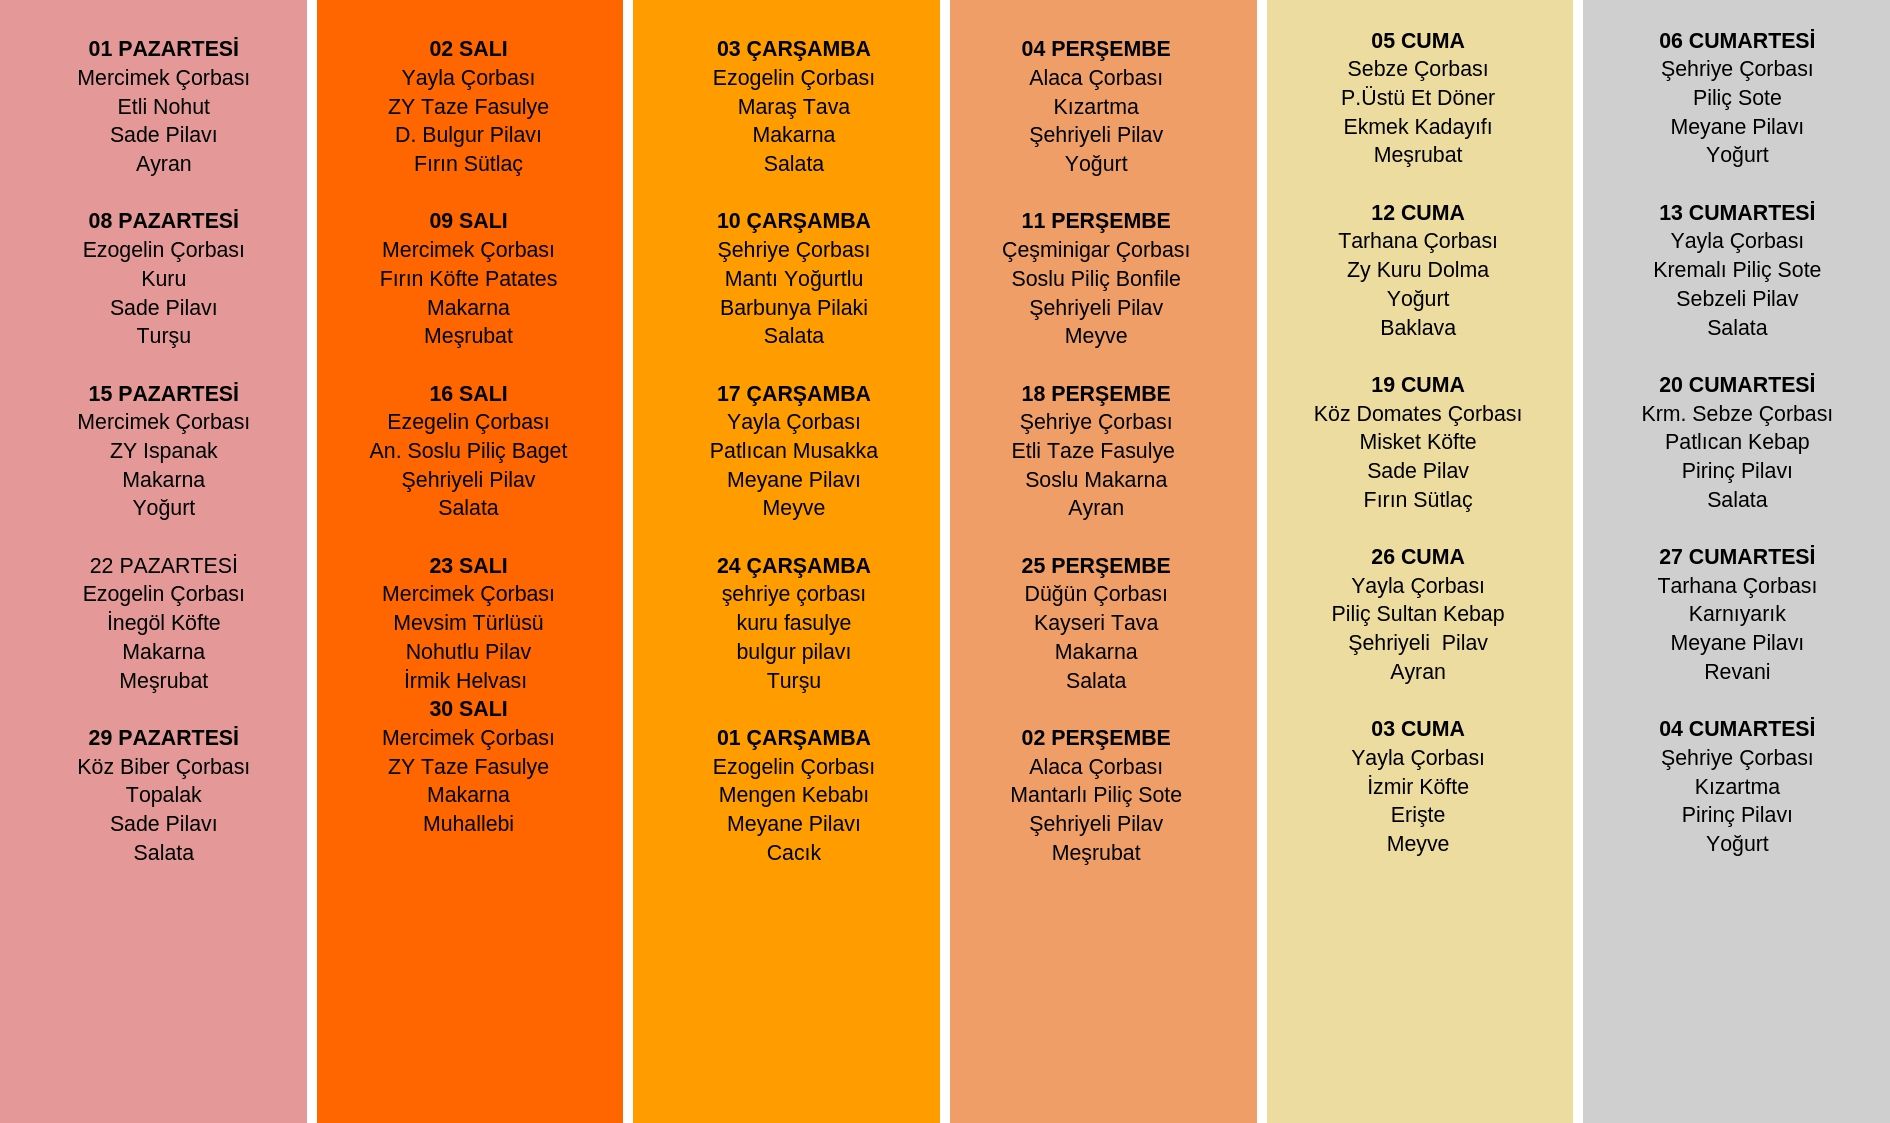 01 PAZARTESİ
Mercimek Çorbası
Etli Nohut
Sade Pilavı
Ayran
08 PAZARTESİ
Ezogelin Çorbası
Kuru
Sade Pilavı
Turşu
15 PAZARTESİ
Mercimek Çorbası
ZY Ispanak
Makarna
Yoğurt
22 PAZARTESİ
Ezogelin Çorbası
İnegöl Köfte
Makarna
Meşrubat
29 PAZARTESİ
Köz Biber Çorbası
Topalak
Sade Pilavı
Salata
02 SALI
Yayla Çorbası
ZY Taze Fasulye
D. Bulgur Pilavı
Fırın Sütlaç
09 SALI
Mercimek Çorbası
Fırın Köfte Patates
Makarna
Meşrubat
16 SALI
Ezegelin Çorbası
An. Soslu Piliç Baget
Şehriyeli Pilav
Salata
23 SALI
Mercimek Çorbası
Mevsim Türlüsü
Nohutlu Pilav
İrmik Helvası
30 SALI
Mercimek Çorbası
ZY Taze Fasulye
Makarna
Muhallebi
03 ÇARŞAMBA
Ezogelin Çorbası
Maraş Tava
Makarna
Salata
10 ÇARŞAMBA
Şehriye Çorbası
Mantı Yoğurtlu
Barbunya Pilaki
Salata
17 ÇARŞAMBA
Yayla Çorbası
Patlıcan Musakka
Meyane Pilavı
Meyve
24 ÇARŞAMBA
şehriye çorbası
kuru fasulye
bulgur pilavı
Turşu
01 ÇARŞAMBA
Ezogelin Çorbası
Mengen Kebabı
Meyane Pilavı
Cacık
04 PERŞEMBE
Alaca Çorbası
Kızartma
Şehriyeli Pilav
Yoğurt
11 PERŞEMBE
Çeşminigar Çorbası
Soslu Piliç Bonfile
Şehriyeli Pilav
Meyve
18 PERŞEMBE
Şehriye Çorbası
Etli Taze Fasulye
Soslu Makarna
Ayran
25 PERŞEMBE
Düğün Çorbası
Kayseri Tava
Makarna
Salata
02 PERŞEMBE
Alaca Çorbası
Mantarlı Piliç Sote
Şehriyeli Pilav
Meşrubat
05 CUMA
Sebze Çorbası
P.Üstü Et Döner
Ekmek Kadayıfı
Meşrubat
12 CUMA
Tarhana Çorbası
Zy Kuru Dolma
Yoğurt
Baklava
19 CUMA
Köz Domates Çorbası
Misket Köfte
Sade Pilav
Fırın Sütlaç
26 CUMA
Yayla Çorbası
Piliç Sultan Kebap
Şehriyeli  Pilav
Ayran
03 CUMA
Yayla Çorbası
İzmir Köfte
Erişte
Meyve
06 CUMARTESİ
Şehriye Çorbası
Piliç Sote
Meyane Pilavı
Yoğurt
13 CUMARTESİ
Yayla Çorbası
Kremalı Piliç Sote
Sebzeli Pilav
Salata
20 CUMARTESİ
Krm. Sebze Çorbası
Patlıcan Kebap
Pirinç Pilavı
Salata
27 CUMARTESİ
Tarhana Çorbası
Karnıyarık
Meyane Pilavı
Revani
04 CUMARTESİ
Şehriye Çorbası
Kızartma
Pirinç Pilavı
Yoğurt